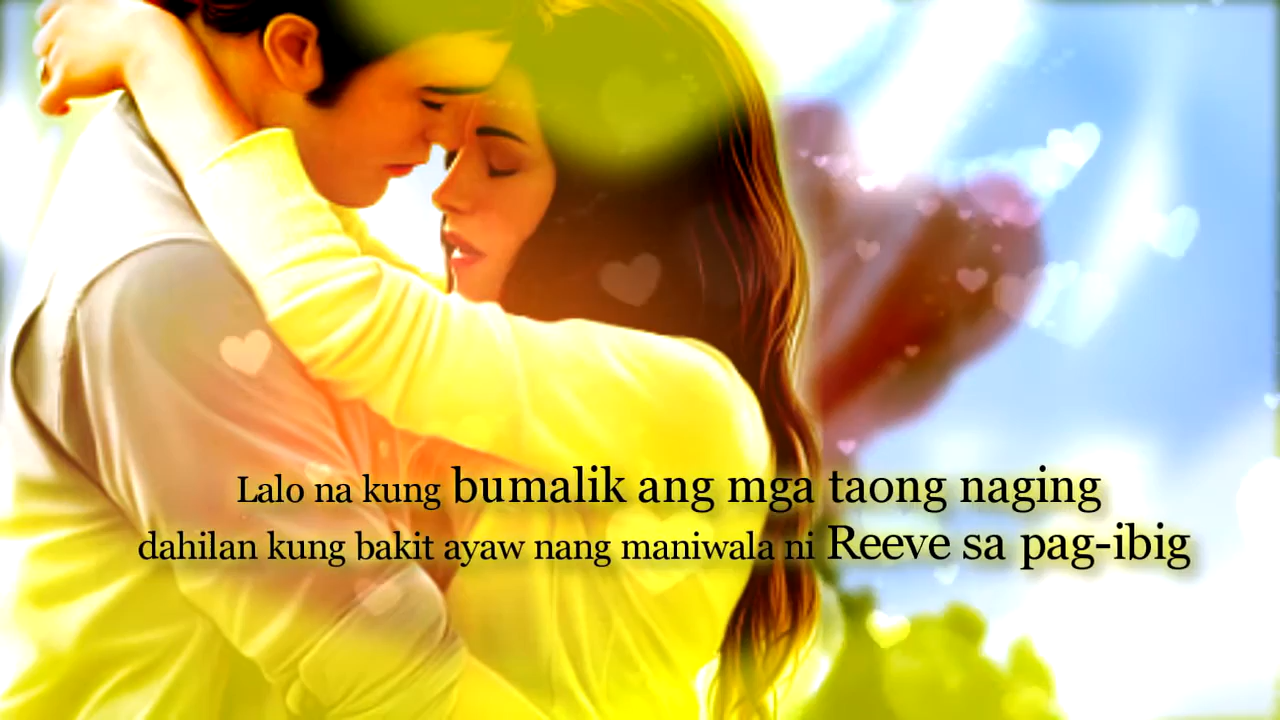 Lalo na kung bumalik ang mga taong naging
dahilan kung bakit ayaw nang maniwala ni Reeve sa pag-ibig